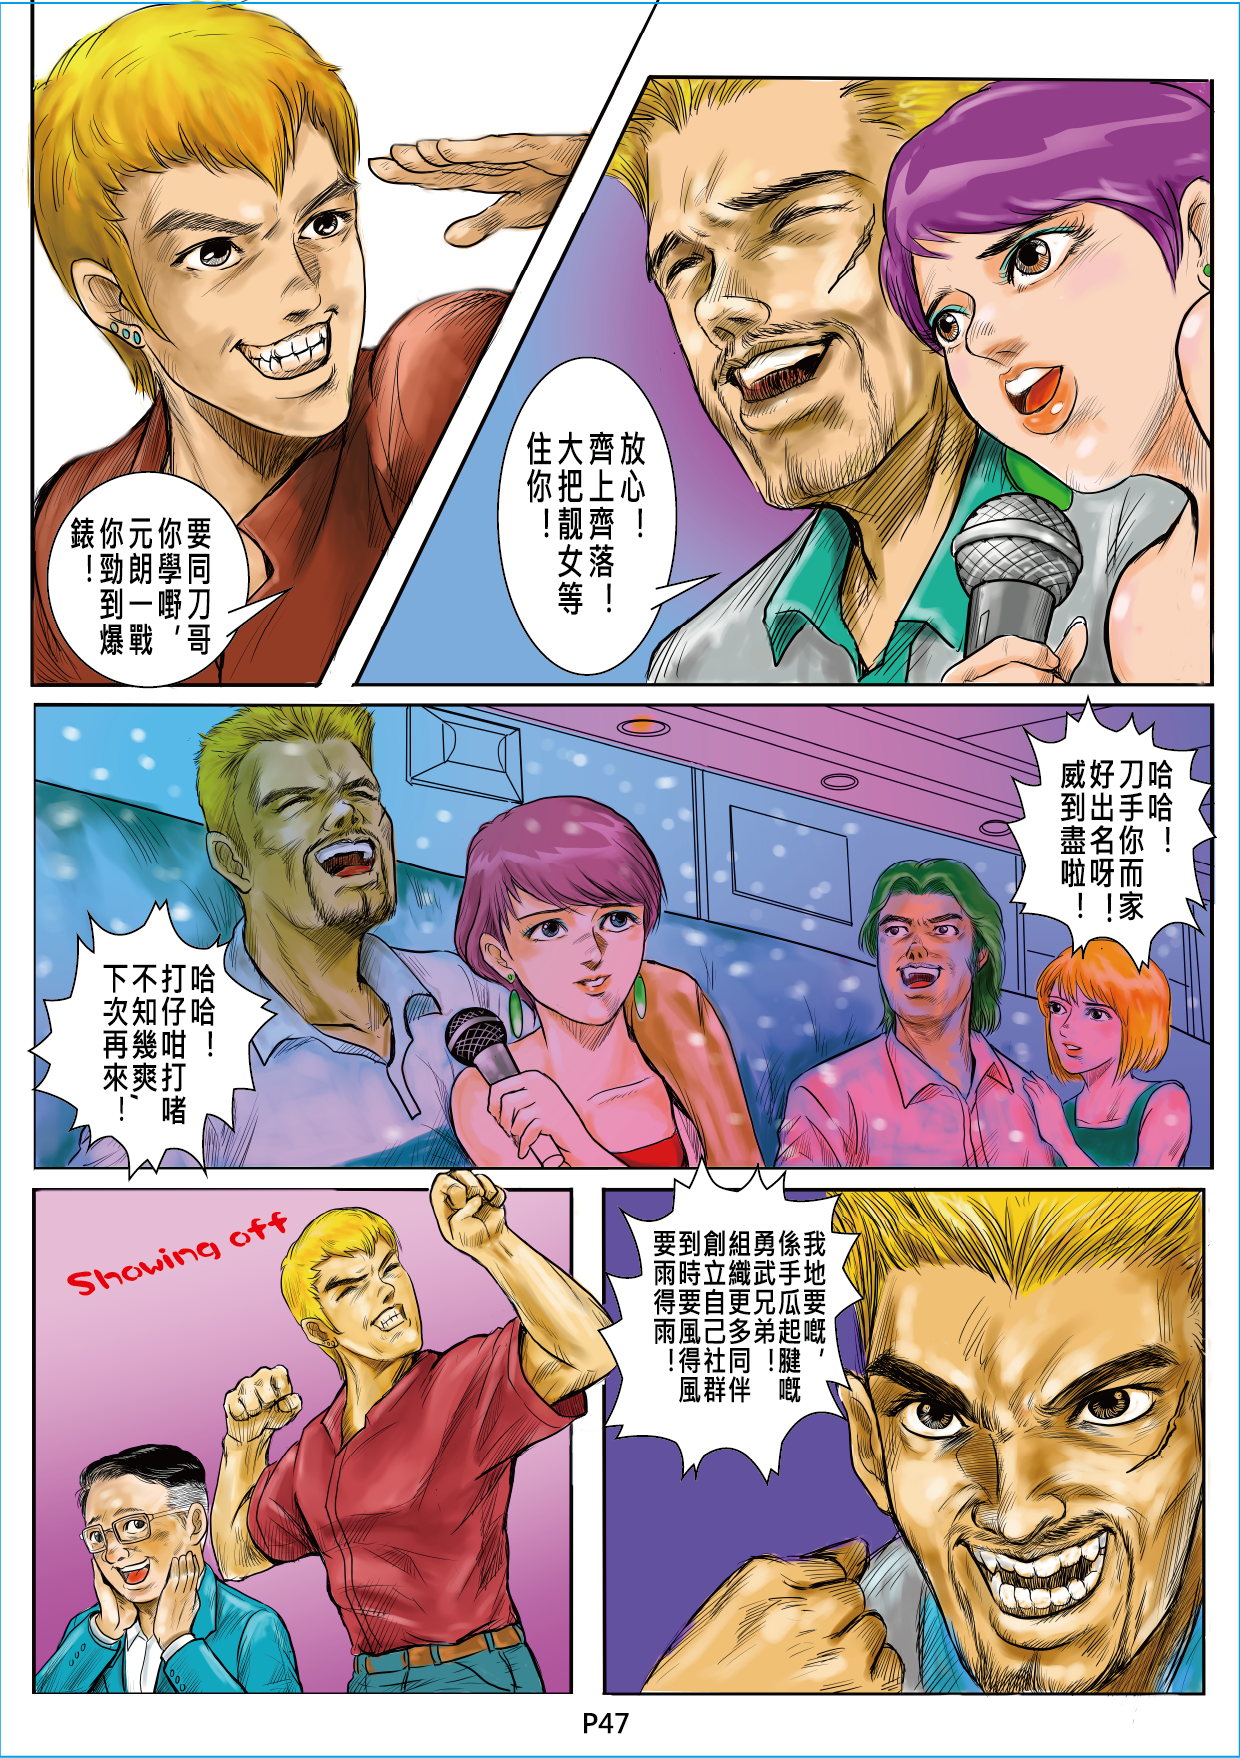 要同刀哥
你學嘢，
元朗一戰
你勁到爆
錶！
放心！
齊上齊落！
大把靚女等
住你！
哈哈！
刀手你而家
好出名呀！
威到盡啦！
哈哈！
打仔咁打啫
不知幾爽，
下次再來！
Showing off
我地要嘅，
係手瓜起腱嘅
勇武兄弟！
組織更多同伴
創立自己社群
到時要風得風
要雨得雨！
P47